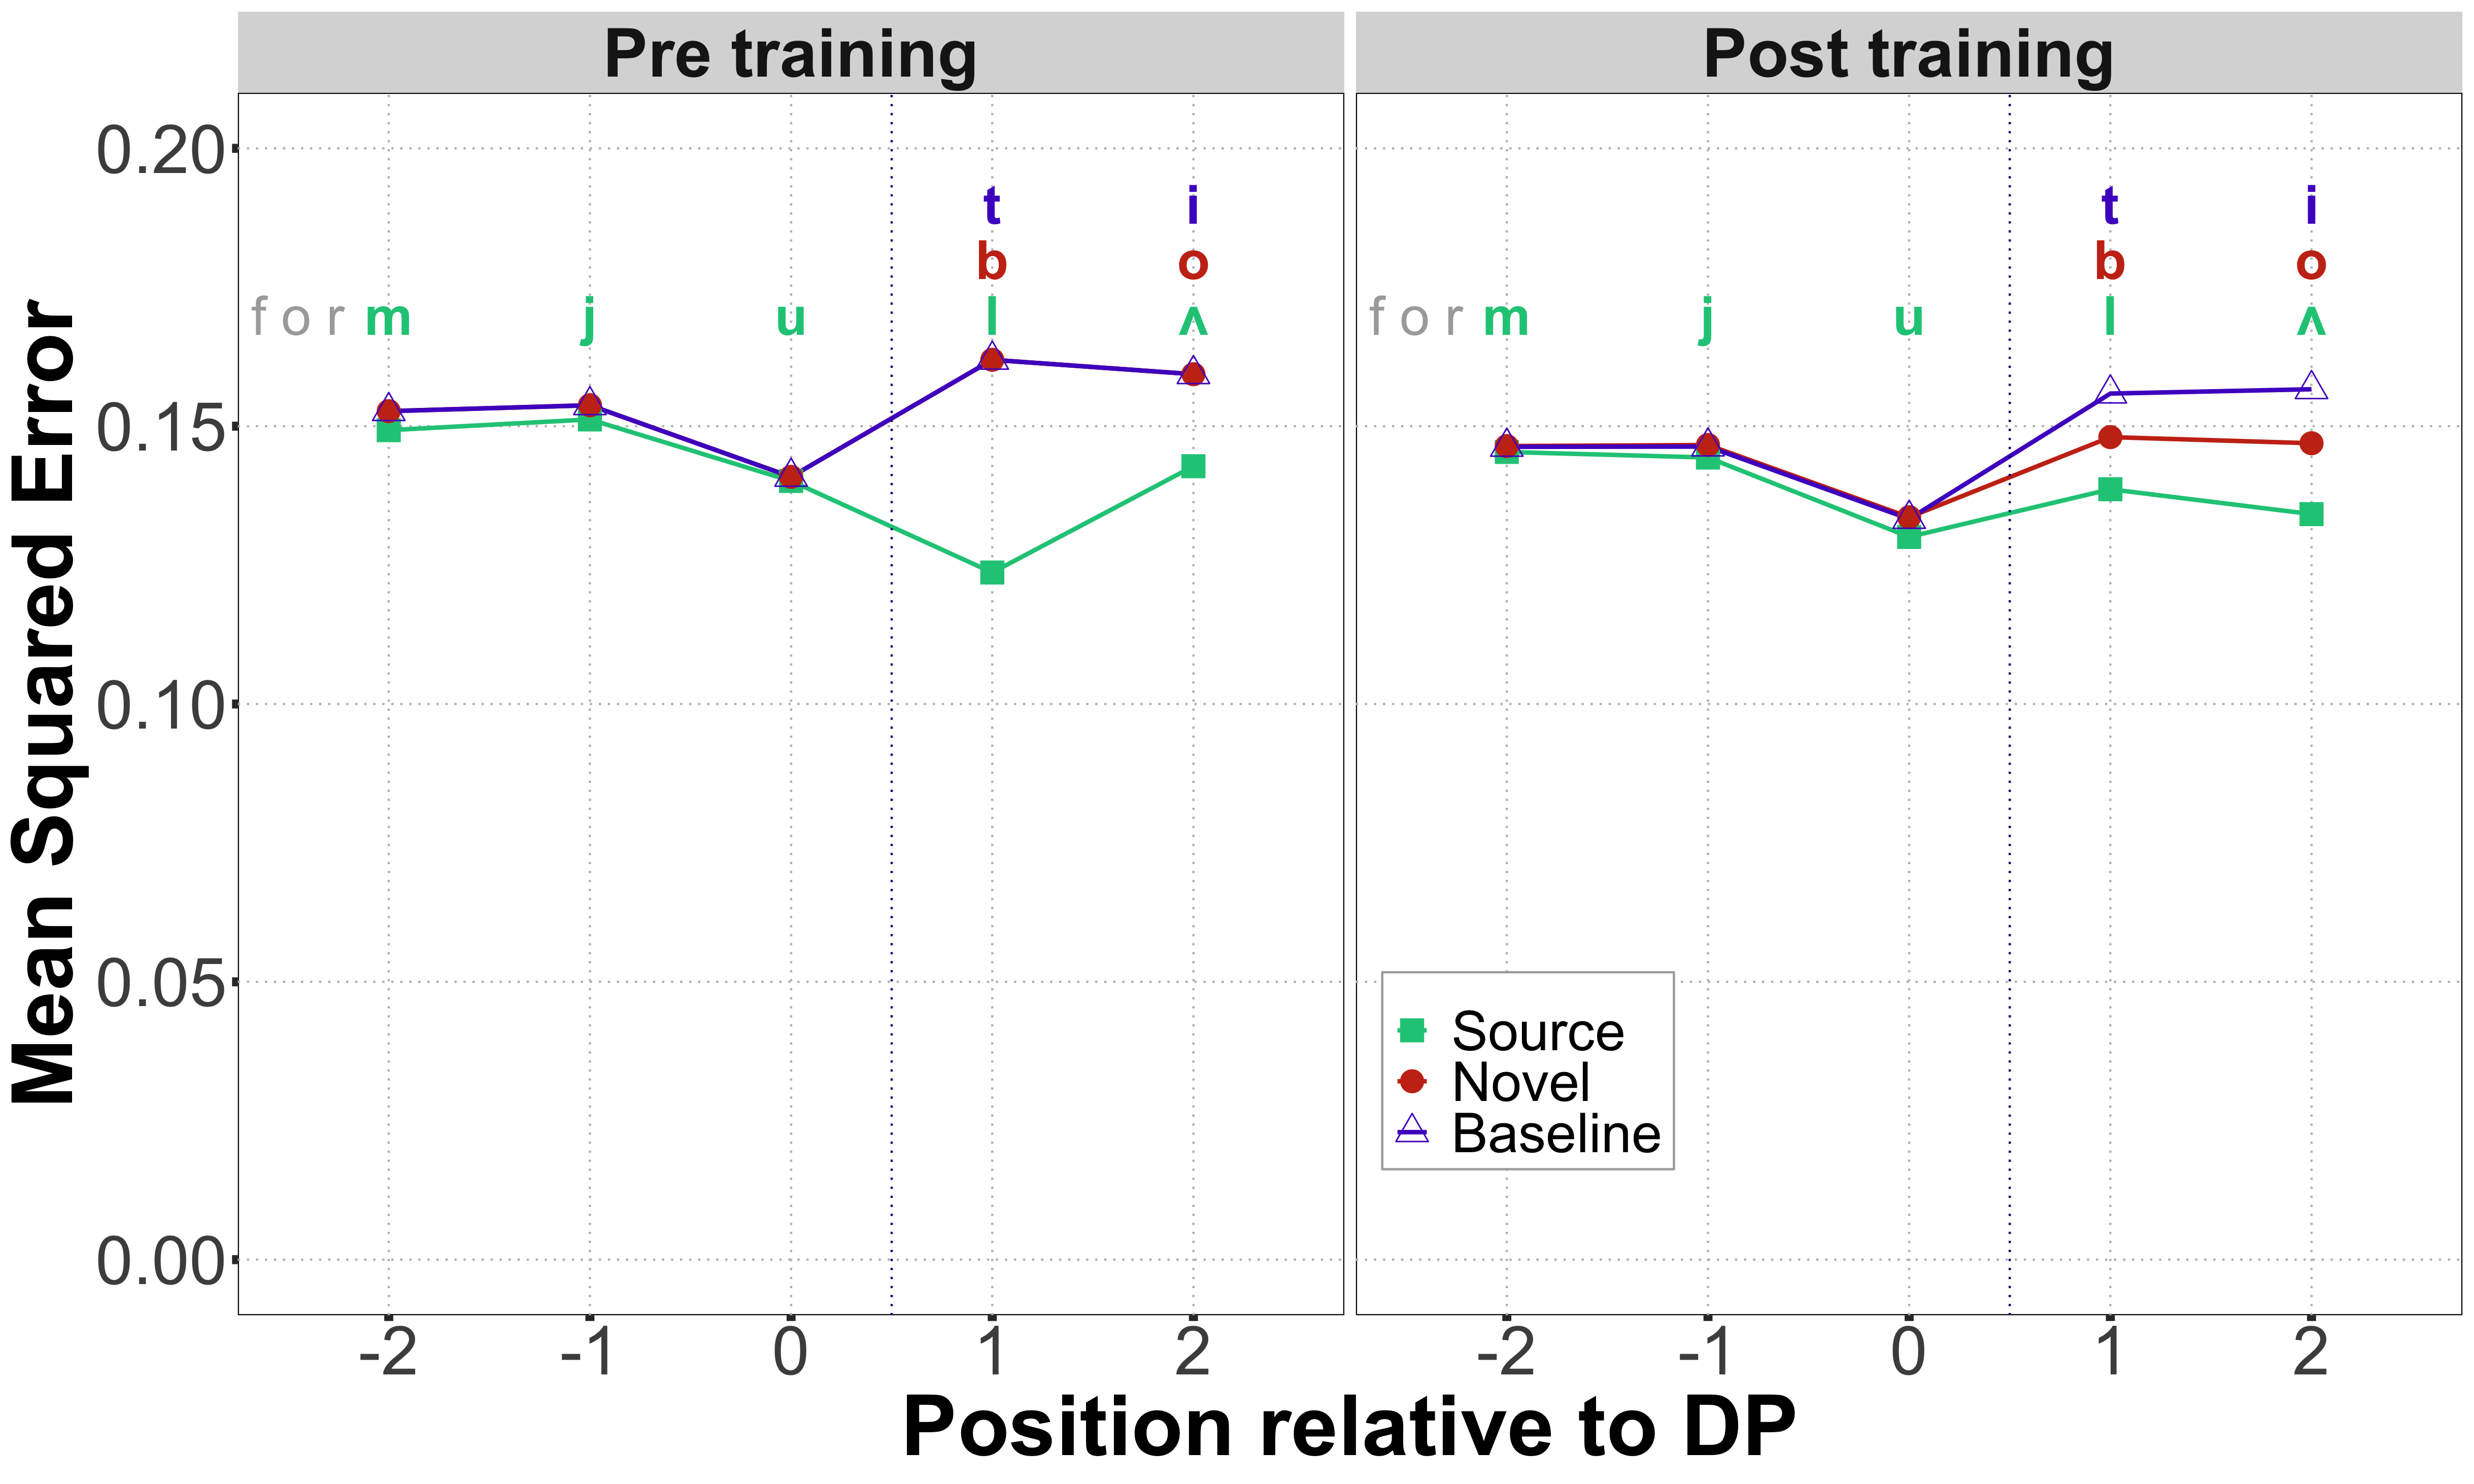 Pre training
Post training
Mean Squared Error
0.20
0.15
0.10
0.05
0.00
t i
b o
f o r m j u l ʌ
t i
b o
f o r m j u l ʌ
Source
Novel
Baseline
-2 -1 0 1 2
-2 -1 0 1 2
Position relative to DP